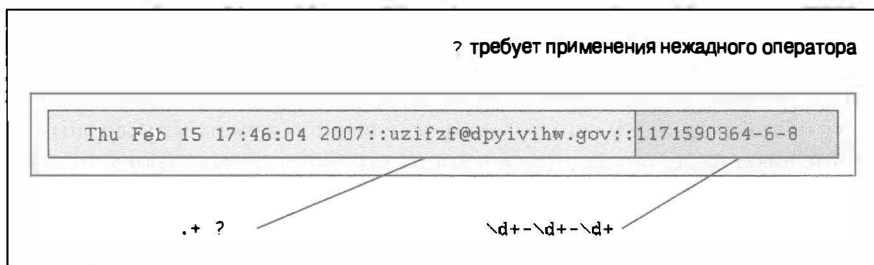 ? требует применения нежадного оператора
Thu Feb 15 17:46:04 2007::uzifzf@dpyivihw.gov::1171590364-6-8
.+ ?
\d+-\d+-\d+